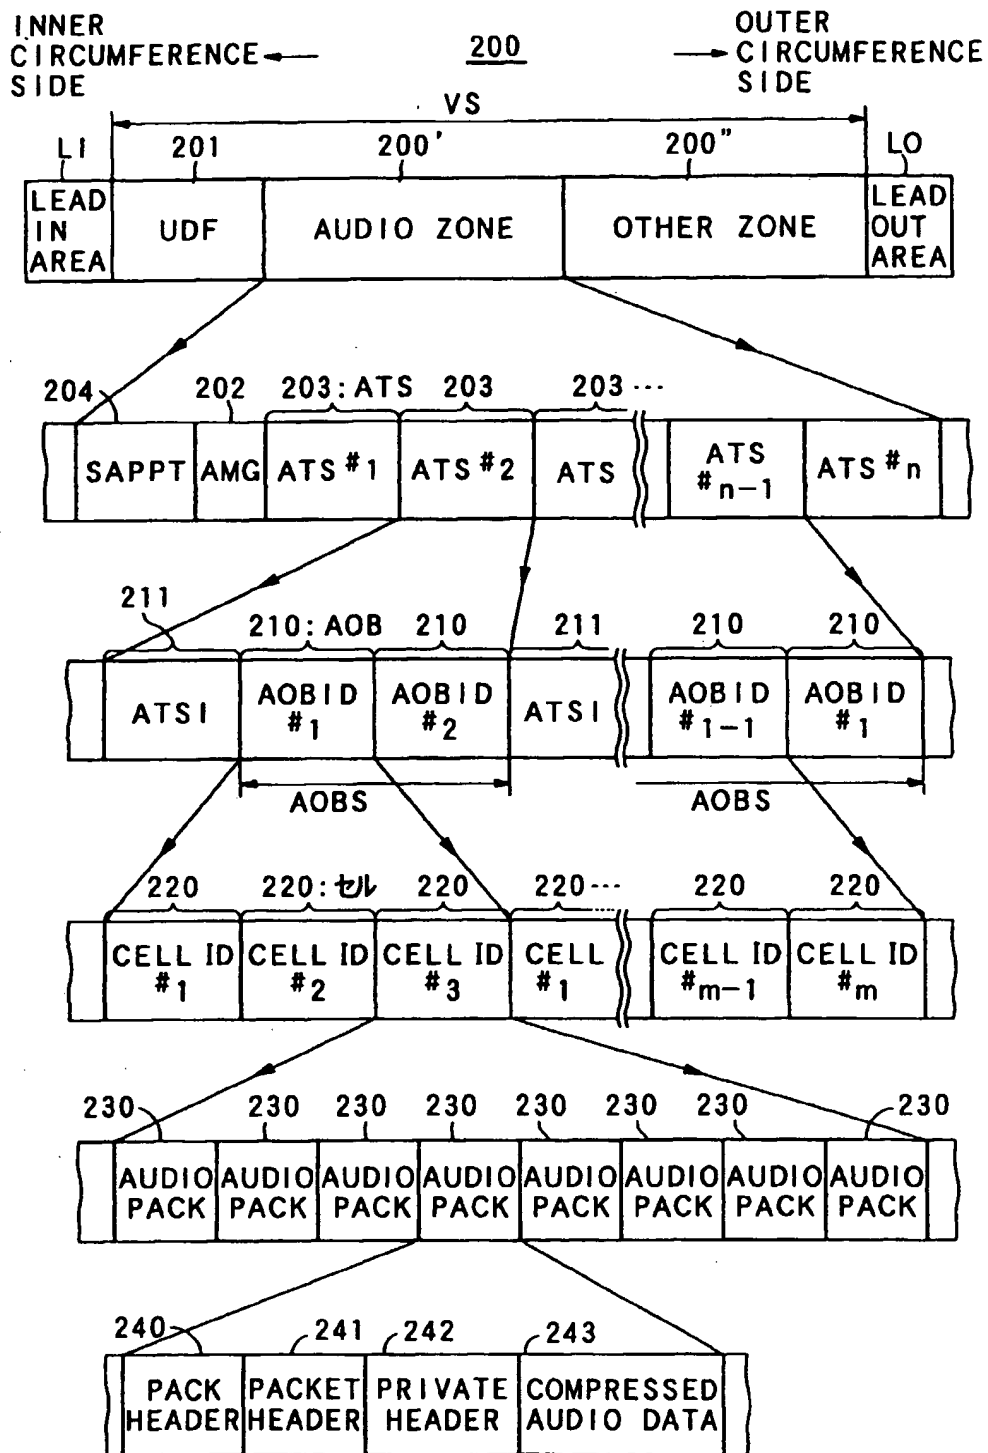 INNER
CIRCUMFERENCE
SIDE
200
OUTER
CIRCUMFERENCE
SIDE
VS
LI 201 200' 200" LO
LEAD IN AREA
UDF
AUDIO ZONE
OTHER ZONE
LEAD OUT AREA
204 202 203:ATS 203 203...
SAPPT
AMG
ATS #1
ATS #2
ATS
ATS #n-1
ATS #n
211 210:AOB 210 211 210 210
ATSI
AOBID #1
AOBID #2
ATSI
AOBID #1-1
AOBID #1
AOBS AOBS
220 220:セル 220 220... 220 220
CELL ID #1
CELL ID #2
CELL ID #3
CELL #1
CELL ID #m-1
CELL ID #m
230 230 230 230 230 230 230 230
AUDIO PACK
AUDIO PACK
AUDIO PACK
AUDIO PACK
AUDIO PACK
AUDIO PACK
AUDIO PACK
AUDIO PACK
240 241 242 243
PACK HEADER
PACKET HEADER
PRIVATE HEADER
COMPRESSED AUDIO DATA